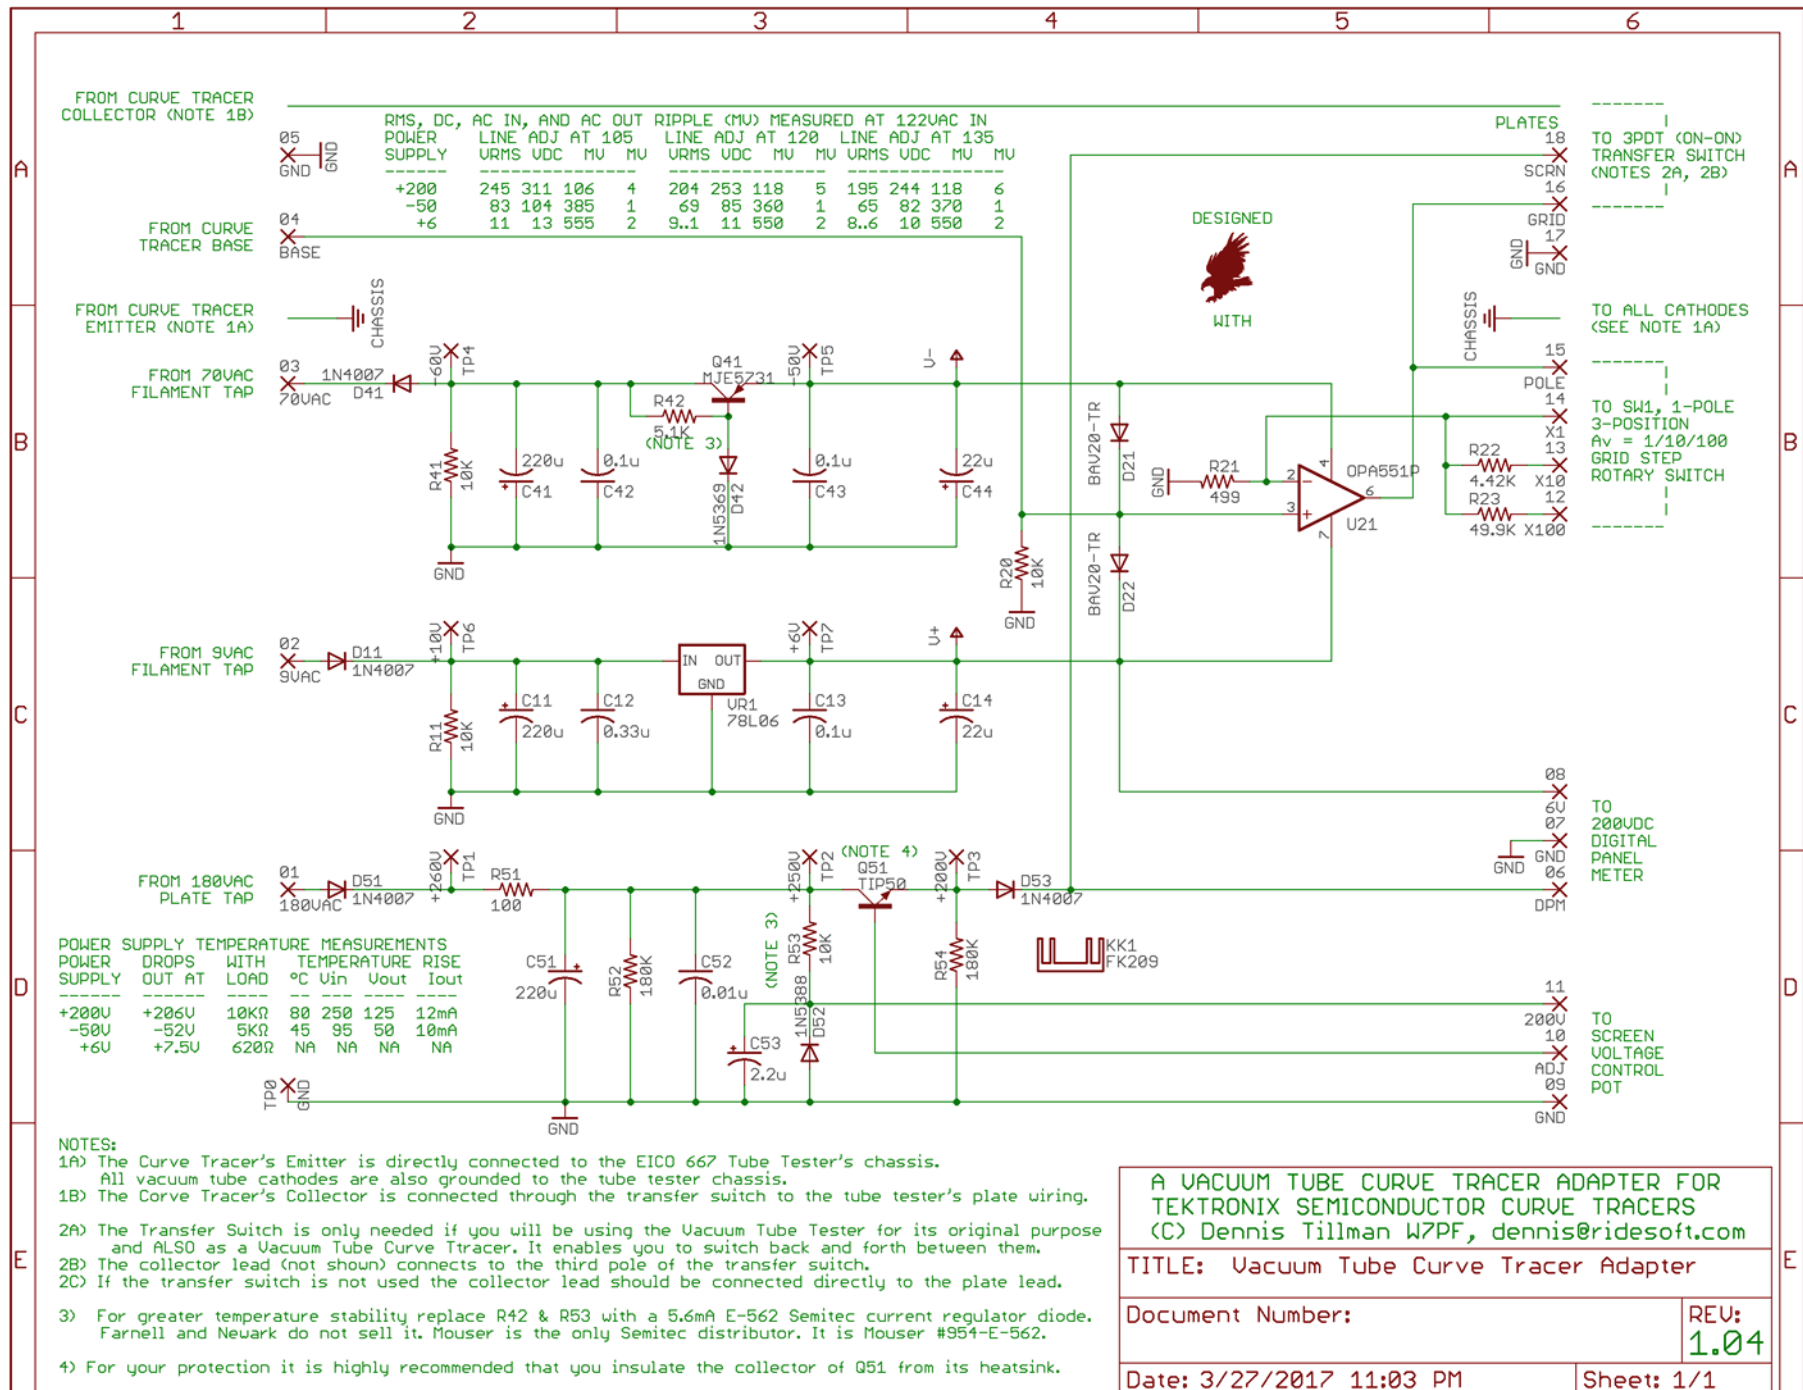 1 2 3 4 5 6
A
B
C
D
E
A
B
C
D
E
FROM CURVE TRACER
COLLECTOR (NOTE 1B)
05
GND
GND
RMS, DC, AC IN, AND AC OUT RIPPLE (MV) MEASURED AT 122VAC IN
POWER LINE ADJ AT 105 LINE ADJ AT 120 LINE ADJ AT 135
SUPPLY VRMS VDC MV MV VRMS VDC MV MV VRMS VDC MV MV
+200 245 311 106 4 204 253 118 5 195 244 118 6
-50 83 104 385 1 69 85 360 1 65 82 370 1
+6 11 13 555 2 9..1 11 550 2 8..6 10 550 2
FROM CURVE
TRACER BASE
04
BASE
DESIGNED
WITH
PLATES
18
SCRN
16
GRID
17
GND
GND
TO 3PDT (ON-ON)
TRANSFER SWITCH
(NOTES 2A, 2B)
FROM CURVE TRACER
EMITTER (NOTE 1A)
CHASSIS
CHASSIS
TO ALL CATHODES
(SEE NOTE 1A)
FROM 70VAC
FILAMENT TAP
03
70VAC
1N4007
D41
-60V
TP4
R41
10K
220u
C41
0.1u
C42
R42
5.1K
(NOTE 3)
Q41
MJE5731
1N5369
D42
-50V
TP5
0.1u
C43
V-
22u
C44
GND
BAV20-TR
D21
BAV20-TR
D22
R20
10K
GND
GND
R21
499
2
3
4
6
7
OPA551P
U21
15
POLE
14
X1
13
X10
12
X100
R22
4.42K
R23
49.9K
TO SW1, 1-POLE
3-POSITION
Av = 1/10/100
GRID STEP
ROTARY SWITCH
FROM 9VAC
FILAMENT TAP
02
9VAC
D11
1N4007
+10V
TP6
R11
10K
C11
220u
C12
0.33u
IN OUT
GND
VR1
78L06
+6V
TP7
C13
0.1u
V+
C14
22u
GND
08
6V
07
GND
06
DPM
GND
TO
200VDC
DIGITAL
PANEL
METER
FROM 180VAC
PLATE TAP
01
180VAC
D51
1N4007
+260V
TP1
R51
100
C51
220u
R52
180K
C52
0.01u
+250V
TP2
(NOTE 4)
Q51
TIP50
(NOTE 3)
R53
10K
1N5388
D52
C53
2.2u
+200V
TP3
R54
180K
D53
1N4007
KK1
FK209
11
200V
10
ADJ
09
GND
TO
SCREEN
VOLTAGE
CONTROL
POT
POWER SUPPLY TEMPERATURE MEASUREMENTS
POWER DROPS WITH TEMPERATURE RISE
SUPPLY OUT AT LOAD °C Vin Vout Iout
+200V +206V 10KΩ 80 250 125 12mA
-50V -52V 5KΩ 45 95 50 10mA
+6V +7.5V 620Ω NA NA NA NA
TP0
GND
GND
NOTES:
1A) The Curve Tracer's Emitter is directly connected to the EICO 667 Tube Tester's chassis.
All vacuum tube cathodes are also grounded to the tube tester chassis.
1B) The Corve Tracer's Collector is connected through the transfer switch to the tube tester's plate wiring.
2A) The Transfer Switch is only needed if you will be using the Vacuum Tube Tester for its original purpose
and ALSO as a Vacuum Tube Curve Ttracer. It enables you to switch back and forth between them.
2B) The collector lead (not shown) connects to the third pole of the transfer switch.
2C) If the transfer switch is not used the collector lead should be connected directly to the plate lead.
3) For greater temperature stability replace R42 & R53 with a 5.6mA E-562 Semitec current regulator diode.
Farnell and Newark do not sell it. Mouser is the only Semitec distributor. It is Mouser #954-E-562.
4) For your protection it is highly recommended that you insulate the collector of Q51 from its heatsink.
A VACUUM TUBE CURVE TRACER ADAPTER FOR
TEKTRONIX SEMICONDUCTOR CURVE TRACERS
(C) Dennis Tillman W7PF, dennis@ridesoft.com
TITLE: Vacuum Tube Curve Tracer Adapter
Document Number:
REV:
1.04
Date: 3/27/2017 11:03 PM
Sheet: 1/1